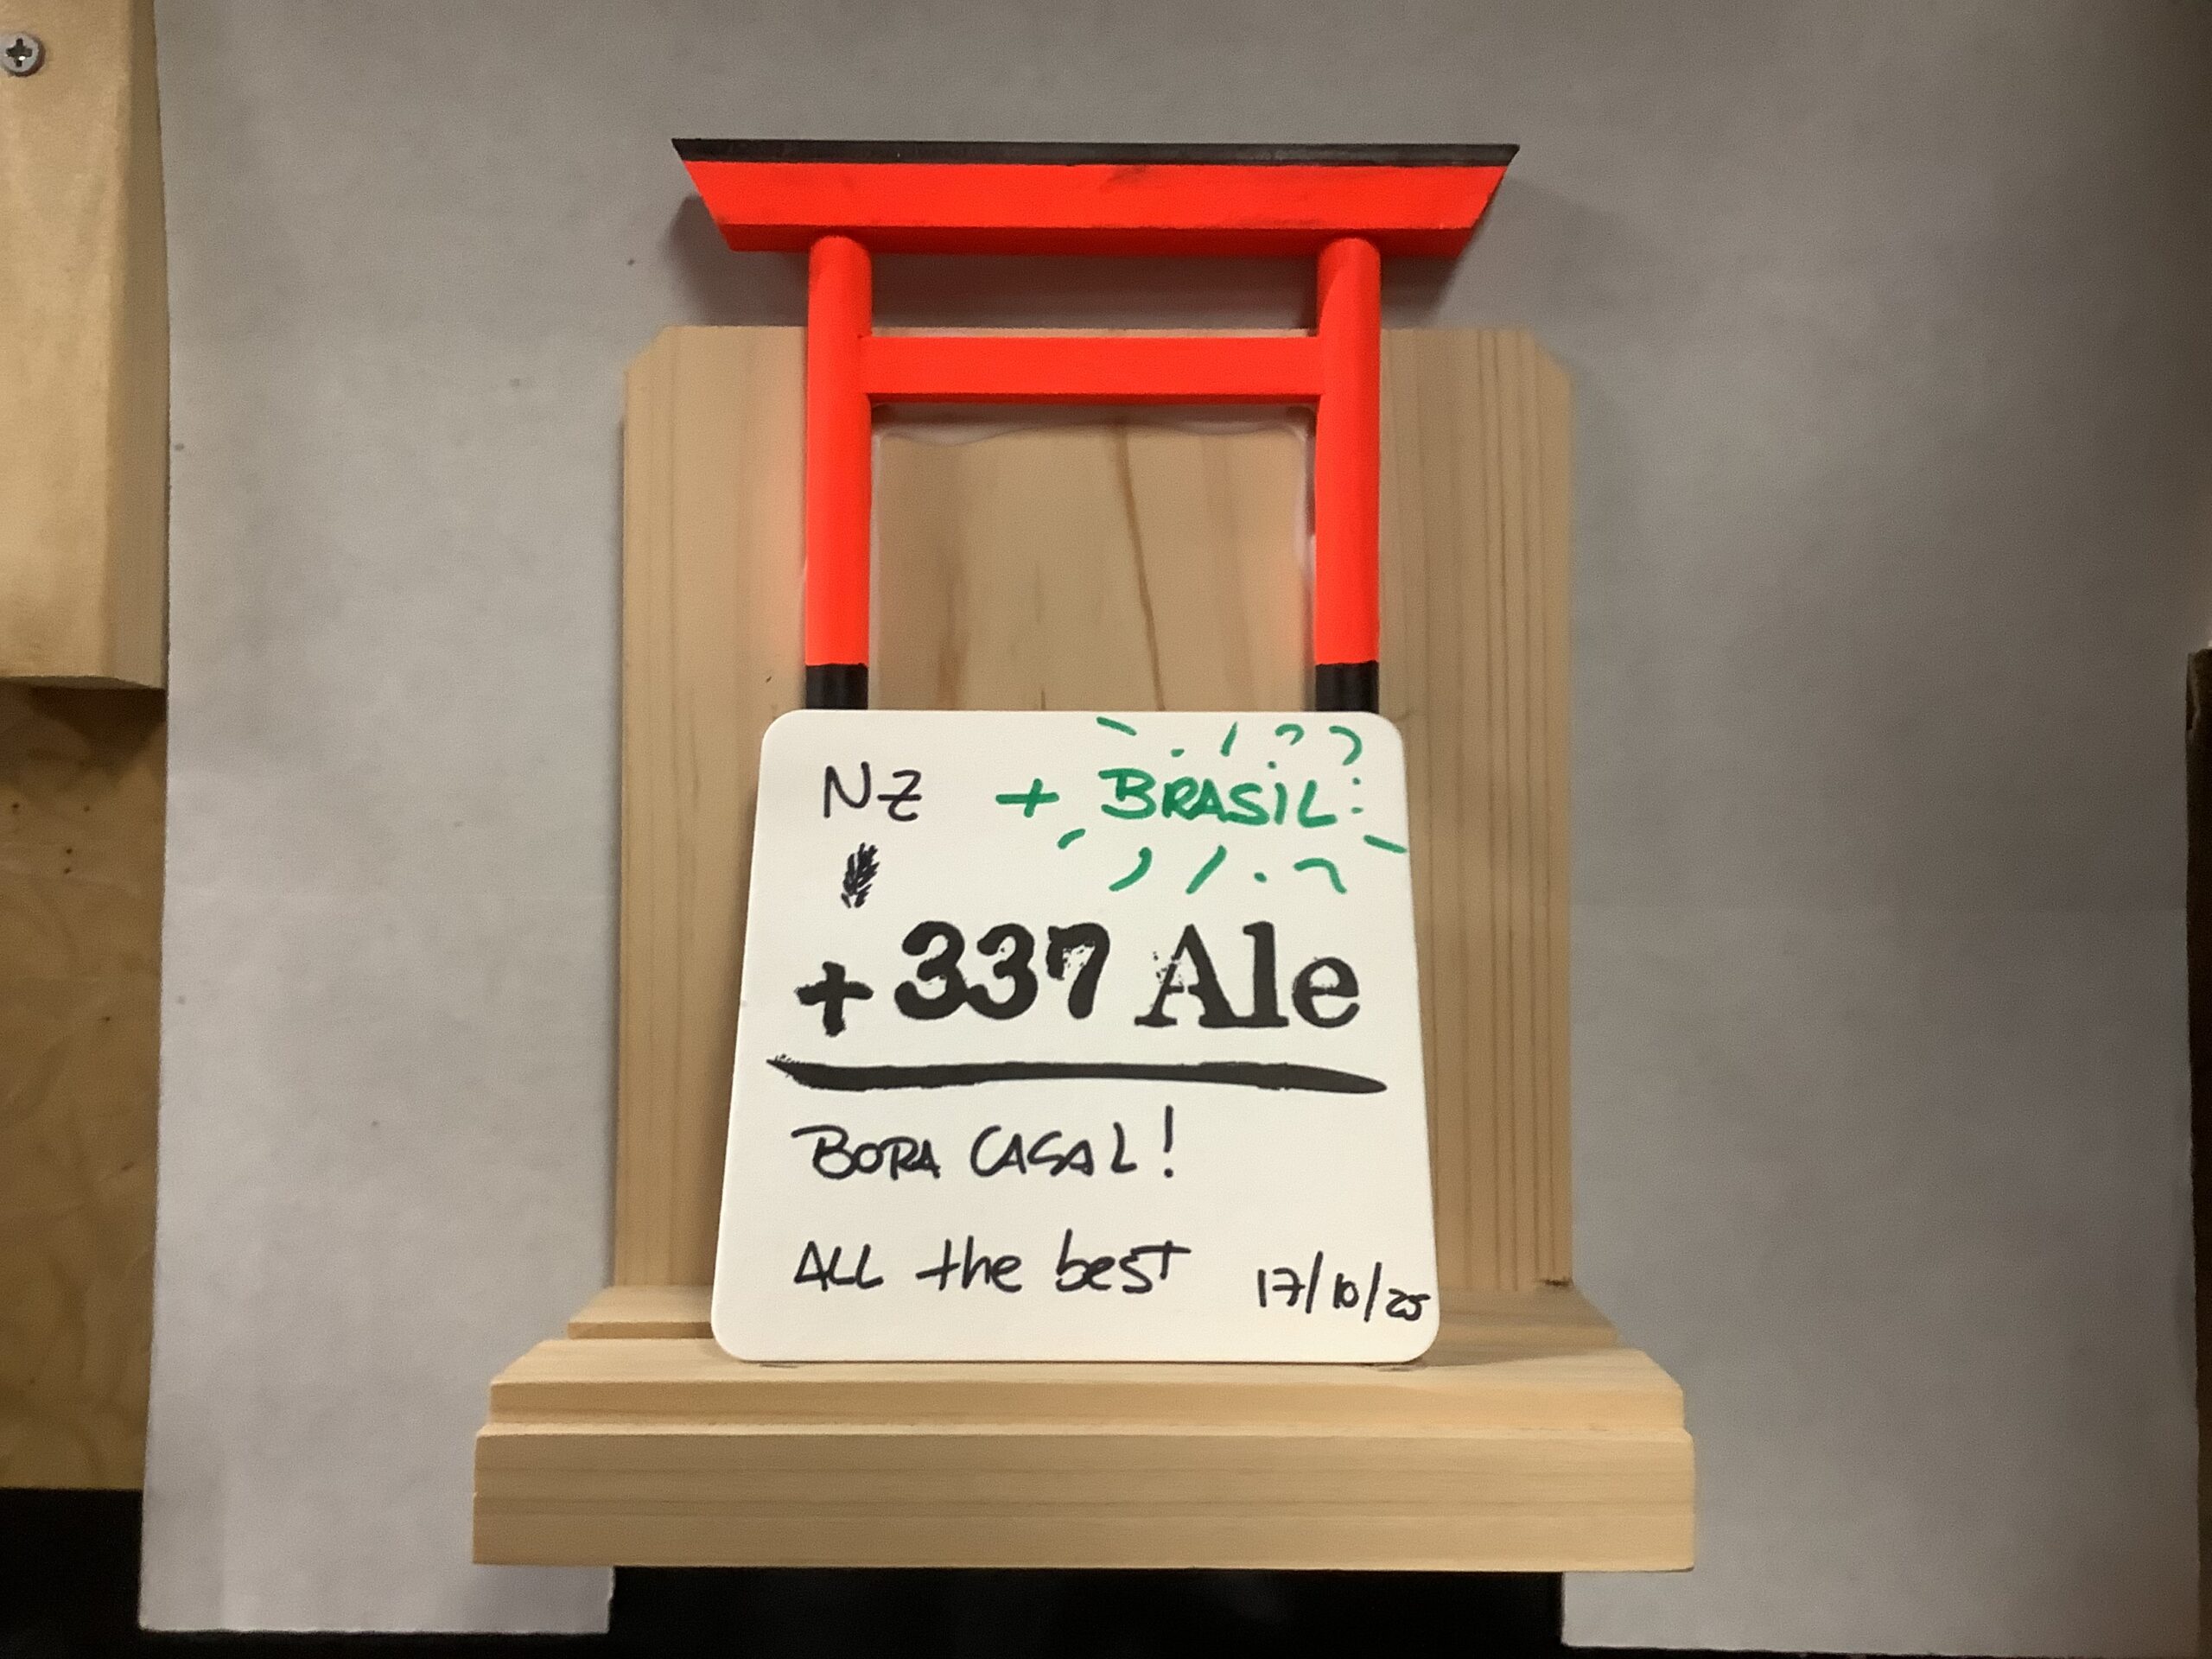 NZ + BRASIL
+337 Ale
BORA CASAL!
ALL the best 17/10/25